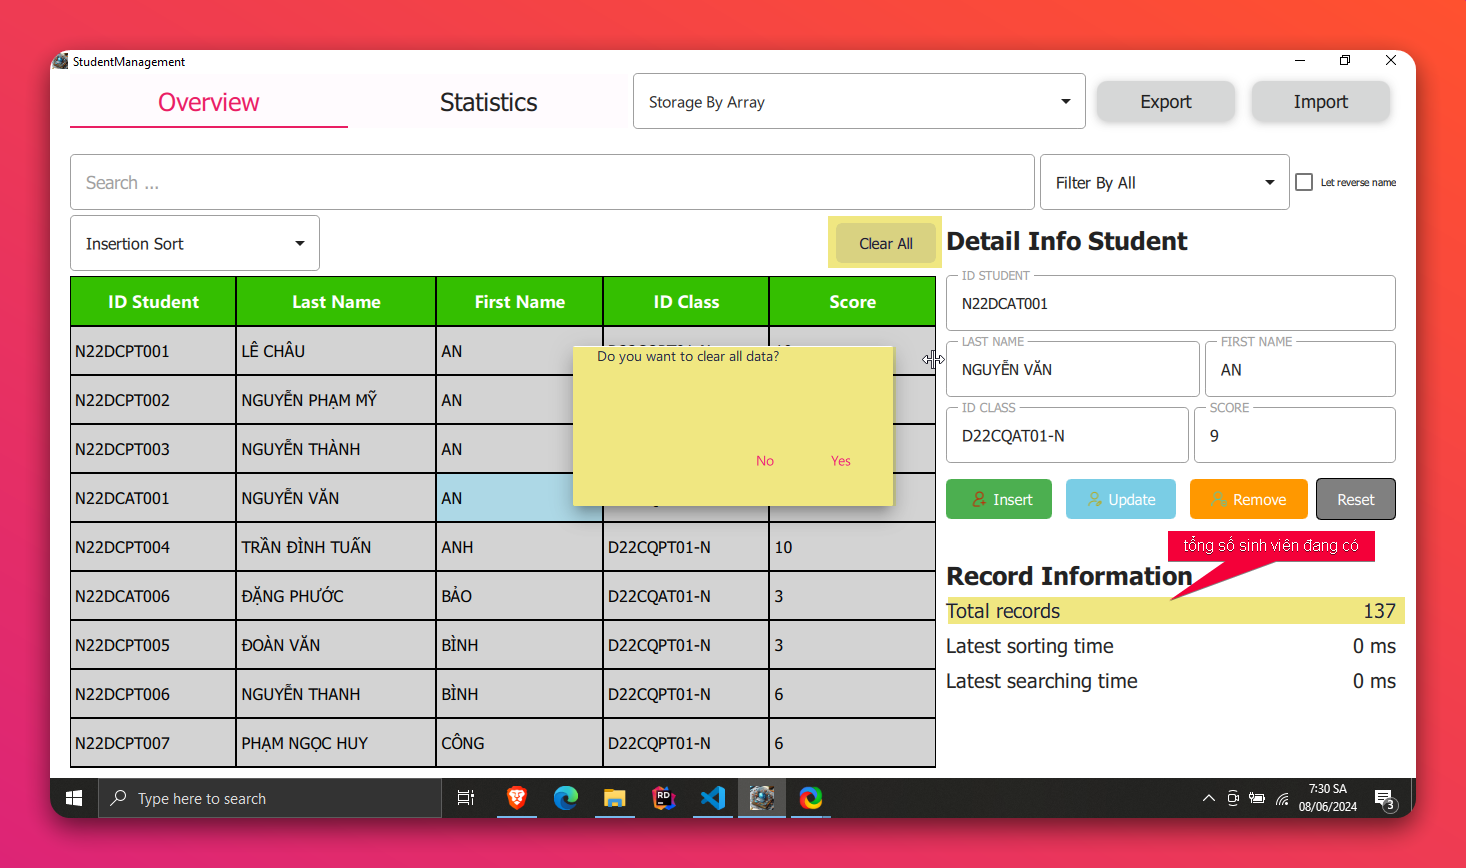 StudentManagement
Overview
Statistics
Storage By Array
Export
Import
Search ...
Filter By All
Let reverse name
Insertion Sort
Clear All
Detail Info Student
ID Student Last Name First Name ID Class Score
N22DCPT001 LÊ CHÂU AN
N22DCPT002 NGUYỄN PHẠM MỸ AN
N22DCPT003 NGUYỄN THÀNH AN
N22DCAT001 NGUYỄN VĂN AN
N22DCPT004 TRẦN ĐÌNH TUẤN ANH D22CQPT01-N 10
N22DCAT006 ĐẶNG PHƯỚC BẢO D22CQAT01-N 3
N22DCPT005 ĐOÀN VĂN BÌNH D22CQPT01-N 3
N22DCPT006 NGUYỄN THANH BÌNH D22CQPT01-N 6
N22DCPT007 PHẠM NGỌC HUY CÔNG D22CQPT01-N 6
Do you want to clear all data?
No Yes
ID STUDENT
N22DCAT001
LAST NAME
NGUYỄN VĂN
FIRST NAME
AN
ID CLASS
D22CQAT01-N
SCORE
9
Insert
Update
Remove
Reset
tổng số sinh viên đang có
Record Information
Total records 137
Latest sorting time 0 ms
Latest searching time 0 ms
Type here to search
RD
7:30 SA
08/06/2024
3